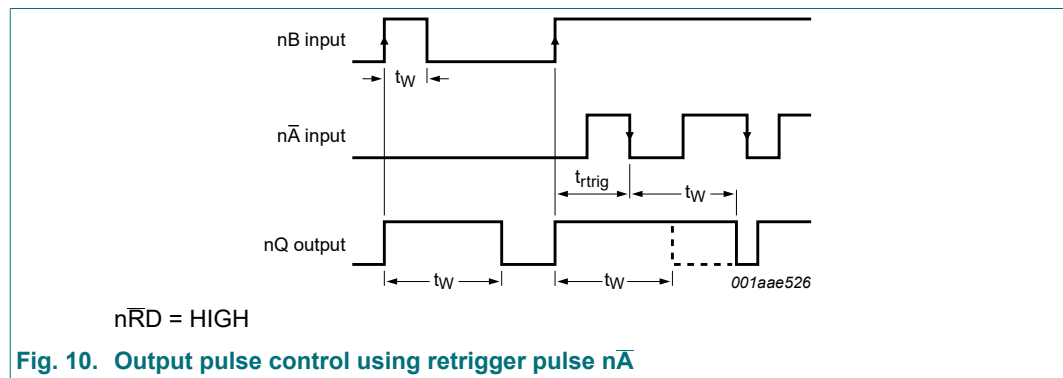 nB input
tW
nA̅ input
trtrig
tW
nQ output
tW
tW
001aae526
nR̅D = HIGH
Fig. 10. Output pulse control using retrigger pulse nA̅